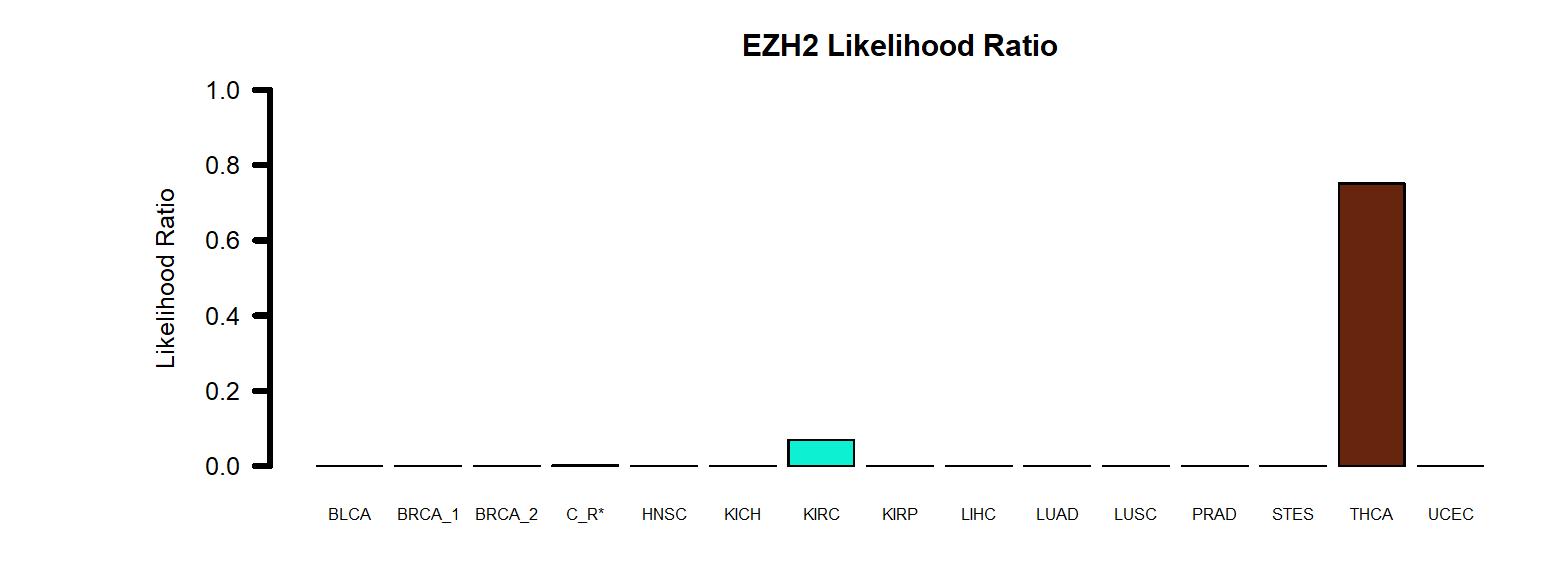 EZH2 Likelihood Ratio
Likelihood Ratio
1.0
0.8
0.6
0.4
0.2
0.0
BLCA BRCA_1 BRCA_2 C_R* HNSC KICH KIRC KIRP LIHC LUAD LUSC PRAD STES THCA UCEC